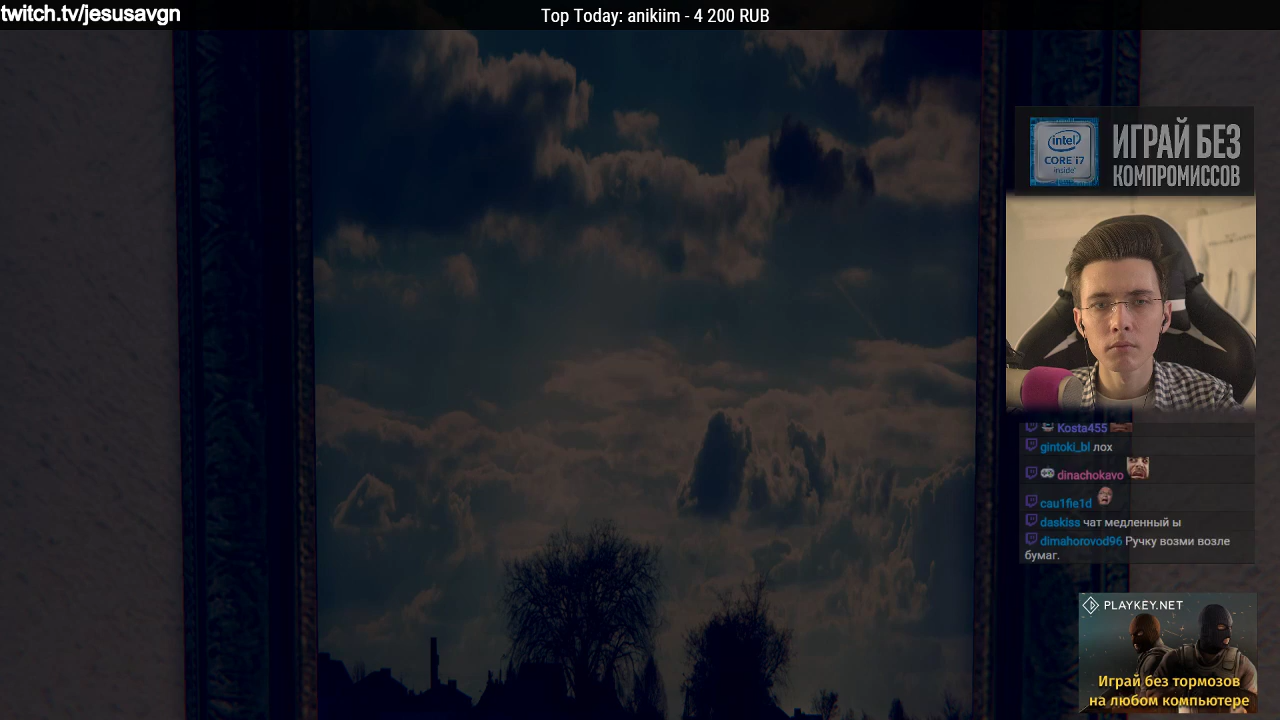 twitch.tv/jesusavgn
Top Today: anikiim - 4 200 RUB
intel
CORE i7
inside
ИГРАЙ БЕЗ
КОМПРОМИССОВ
Kosta455
gintoki_bl лох
dinachokavo
cau1fie1d
daskiss чат медленный ы
dimahorovod96 Ручку возми возле
бумаг.
PLAYKEY.NET
Играй без тормозов
на любом компьютере